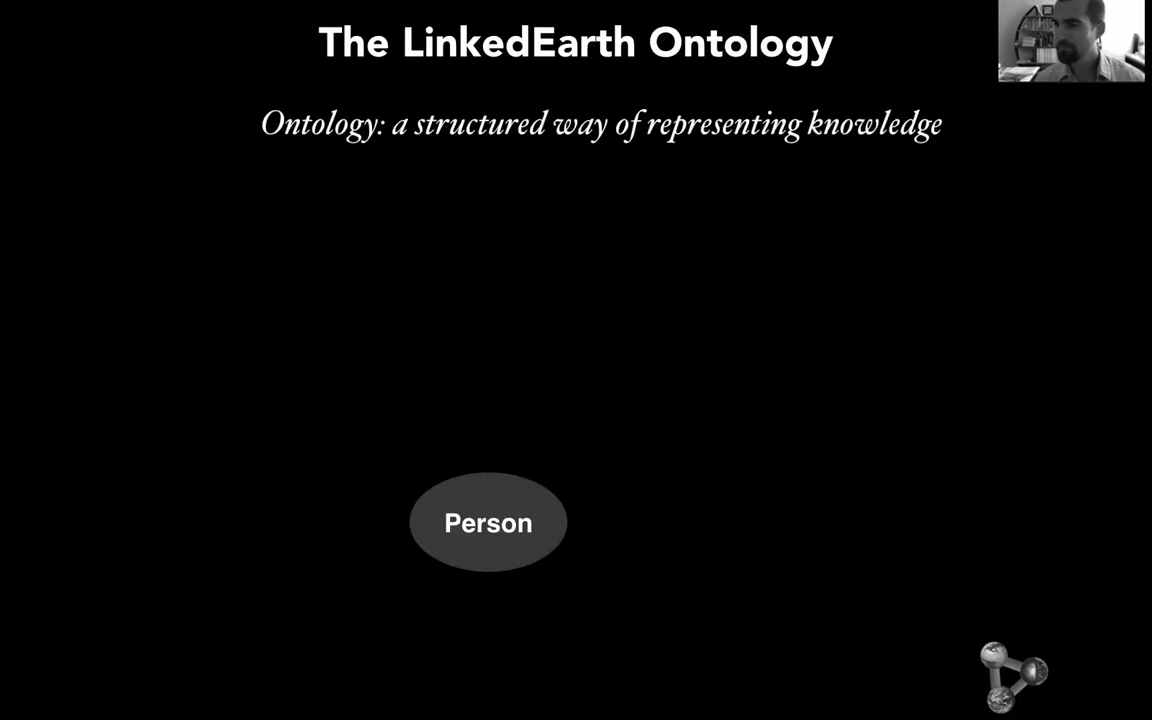 The LinkedEarth Ontology
Ontology: a structured way of representing knowledge
Person